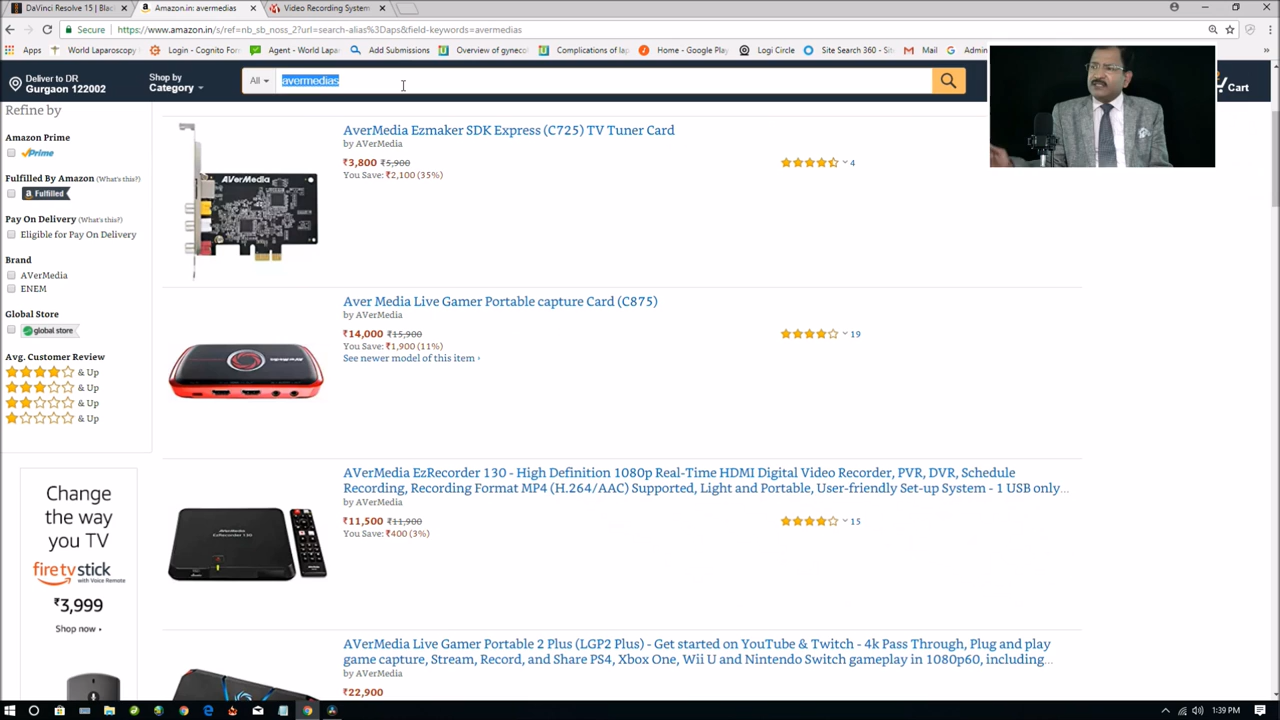 DaVinci Resolve 15 | Blac
Amazon.in: avermedias
Video Recording System
Secure
https://www.amazon.in/s/ref=nb_sb_noss_2?url=search-alias%3Daps&field-keywords=avermedias
Apps
World Laparoscopy
Login - Cognito For
Agent - World Lapar
Add Submissions
Overview of gyneco
Complications of lap
Home - Google Play
Logi Circle
Site Search 360 - Sit
Mail
Deliver to DR
Gurgaon 122002
Shop by
Category
All
avermedias
Cart
Refine by
Amazon Prime
Prime
Fulfilled By Amazon (What's this?)
Fulfilled
Pay On Delivery (What's this?)
Eligible for Pay On Delivery
Brand
AVerMedia
ENEM
Global Store
global store
Avg. Customer Review
& Up
& Up
& Up
& Up
Change
the way
you TV
fire tv stick
with Voice Remote
₹3,999
Shop now
AverMedia Ezmaker SDK Express (C725) TV Tuner Card
by AVerMedia
₹3,800 ₹5,900
You Save: ₹2,100 (35%)
4
AVerMedia
Aver Media Live Gamer Portable capture Card (C875)
by AVerMedia
₹14,000 ₹15,900
You Save: ₹1,900 (11%)
See newer model of this item ›
19
AVerMedia EzRecorder 130 - High Definition 1080p Real-Time HDMI Digital Video Recorder, PVR, DVR, Schedule
Recording, Recording Format MP4 (H.264/AAC) Supported, Light and Portable, User-friendly Set-up System - 1 USB only...
by AVerMedia
₹11,500 ₹11,900
You Save: ₹400 (3%)
15
AVerMedia Live Gamer Portable 2 Plus (LGP2 Plus) - Get started on YouTube & Twitch - 4k Pass Through, Plug and play
game capture, Stream, Record, and Share PS4, Xbox One, Wii U and Nintendo Switch gameplay in 1080p60, including...
by AVerMedia
₹22,900
1:39 PM